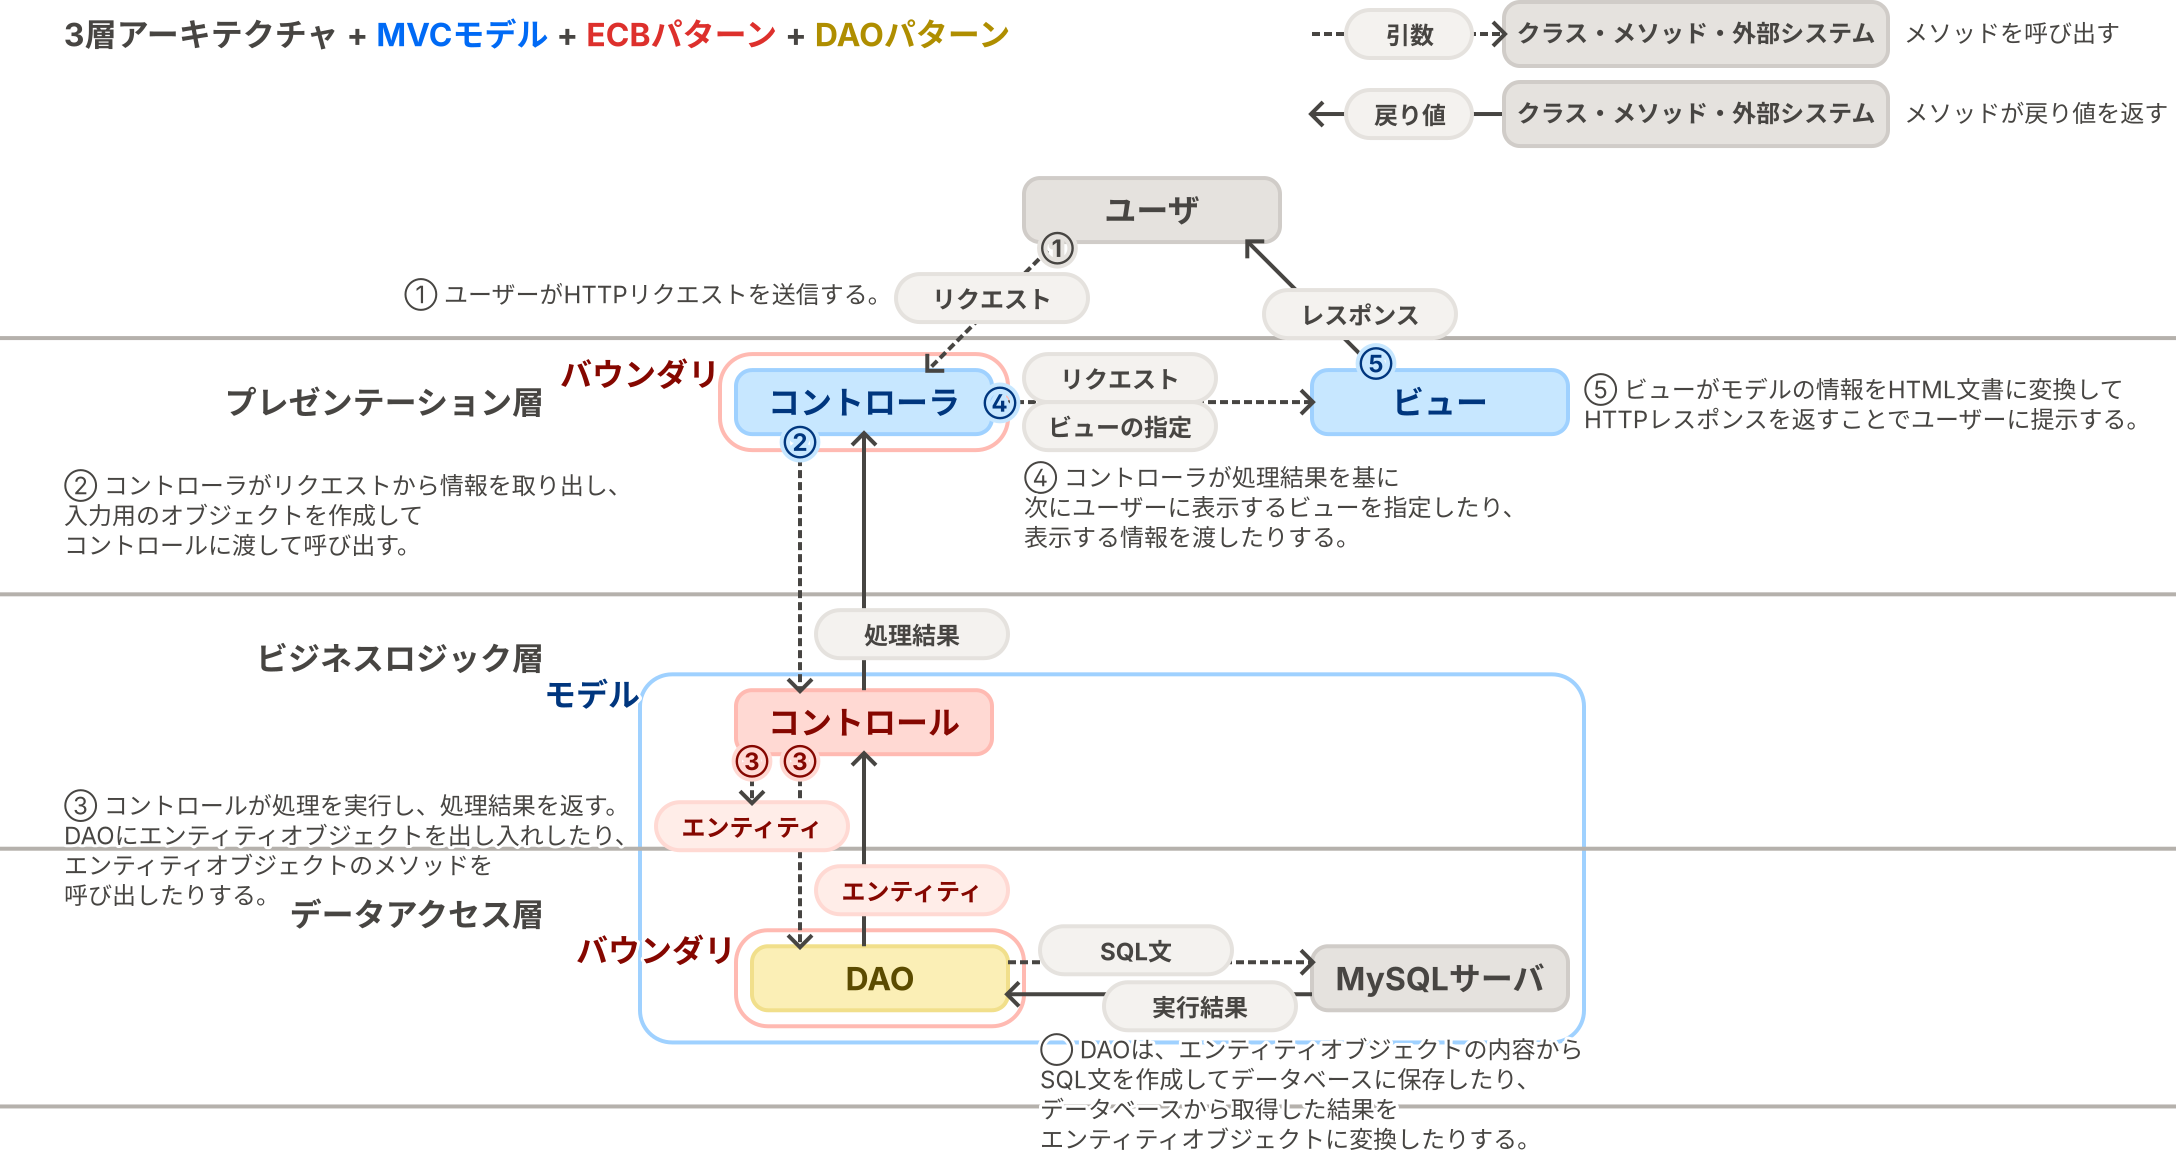 3層アーキテクチャ + MVCモデル + ECBパターン + DAOパターン
引数
クラス・メソッド・外部システム
メソッドを呼び出す
戻り値
クラス・メソッド・外部システム
メソッドが戻り値を返す
ユーザ
①
① ユーザーがHTTPリクエストを送信する。
リクエスト
レスポンス
プレゼンテーション層
バウンダリ
コントローラ
④
リクエスト
ビューの指定
⑤
ビュー
⑤ ビューがモデルの情報をHTML文書に変換して
HTTPレスポンスを返すことでユーザーに提示する。
②
② コントローラがリクエストから情報を取り出し、
入力用のオブジェクトを作成して
コントロールに渡して呼び出す。
④ コントローラが処理結果を基に
次にユーザーに表示するビューを指定したり、
表示する情報を渡したりする。
処理結果
ビジネスロジック層
モデル
コントロール
③ ③
③ コントロールが処理を実行し、処理結果を返す。
DAOにエンティティオブジェクトを出し入れしたり、
エンティティオブジェクトのメソッドを
呼び出したりする。
エンティティ
エンティティ
データアクセス層
バウンダリ
DAO
SQL文
実行結果
MySQLサーバ
◯ DAOは、エンティティオブジェクトの内容から
SQL文を作成してデータベースに保存したり、
データベースから取得した結果を
エンティティオブジェクトに変換したりする。